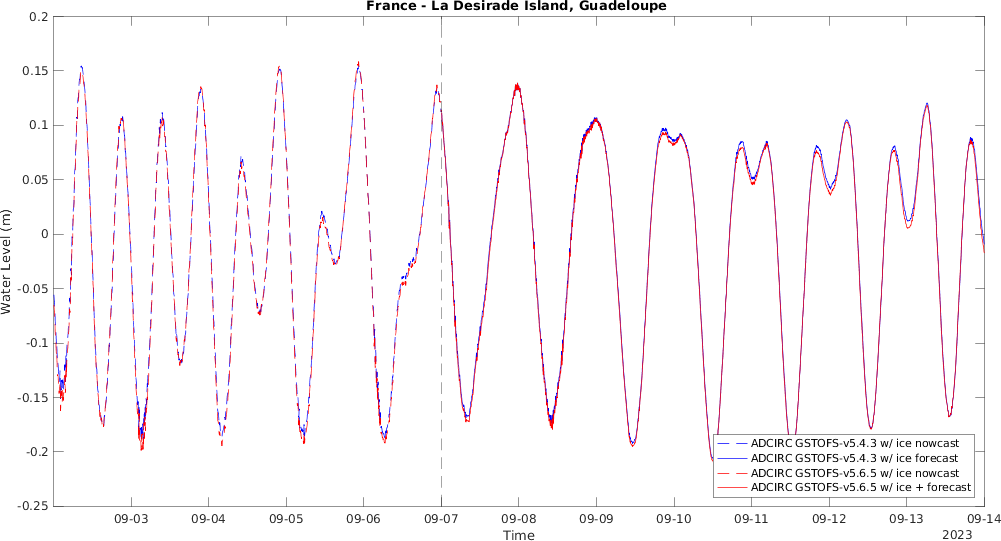 France - La Desirade Island, Guadeloupe
0.2
0.15
0.1
0.05
0
-0.05
-0.1
-0.15
-0.2
-0.25
Water Level (m)
ADCIRC GSTOFS-v5.4.3 w/ ice nowcast
ADCIRC GSTOFS-v5.4.3 w/ ice forecast
ADCIRC GSTOFS-v5.6.5 w/ ice nowcast
ADCIRC GSTOFS-v5.6.5 w/ ice + forecast
09-03 09-04 09-05 09-06 09-07 09-08 09-09 09-10 09-11 09-12 09-13 09-14
Time
2023